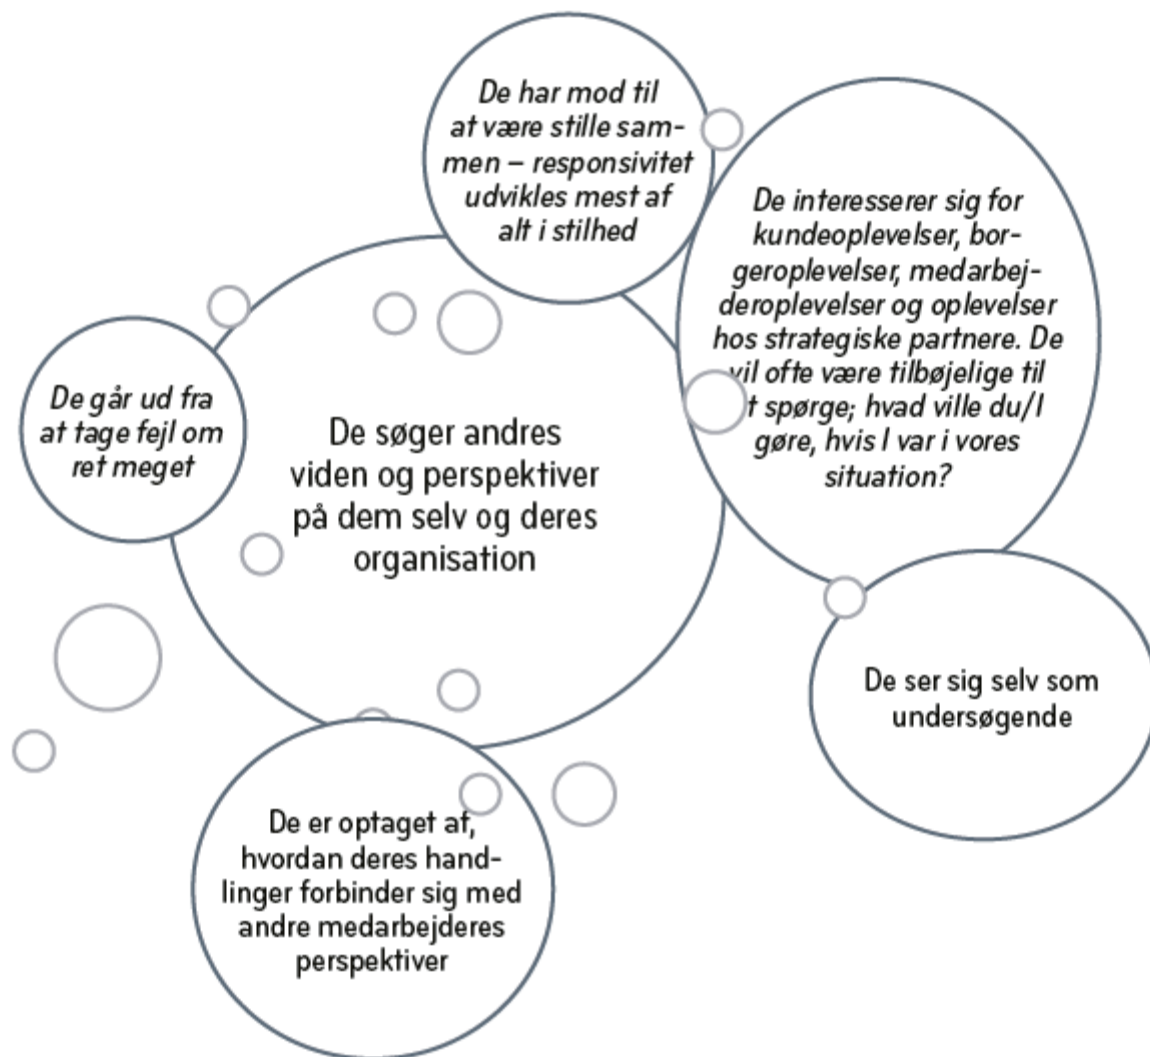 De har mod til
at være stille sam-
men – responsivitet
udvikles mest af
alt i stilhed
De interesserer sig for
kundeoplevelser, bor-
geroplevelser, medarbej-
deroplevelser og oplevelser
hos strategiske partnere. De
vil ofte være tilbøjelige til
t spørge; hvad ville du/I
gøre, hvis I var i vores
situation?
De går ud fra
at tage fejl om
ret meget
De søger andres
viden og perspektiver
på dem selv og deres
organisation
De ser sig selv som
undersøgende
De er optaget af,
hvordan deres hand-
linger forbinder sig med
andre medarbejderes
perspektiver